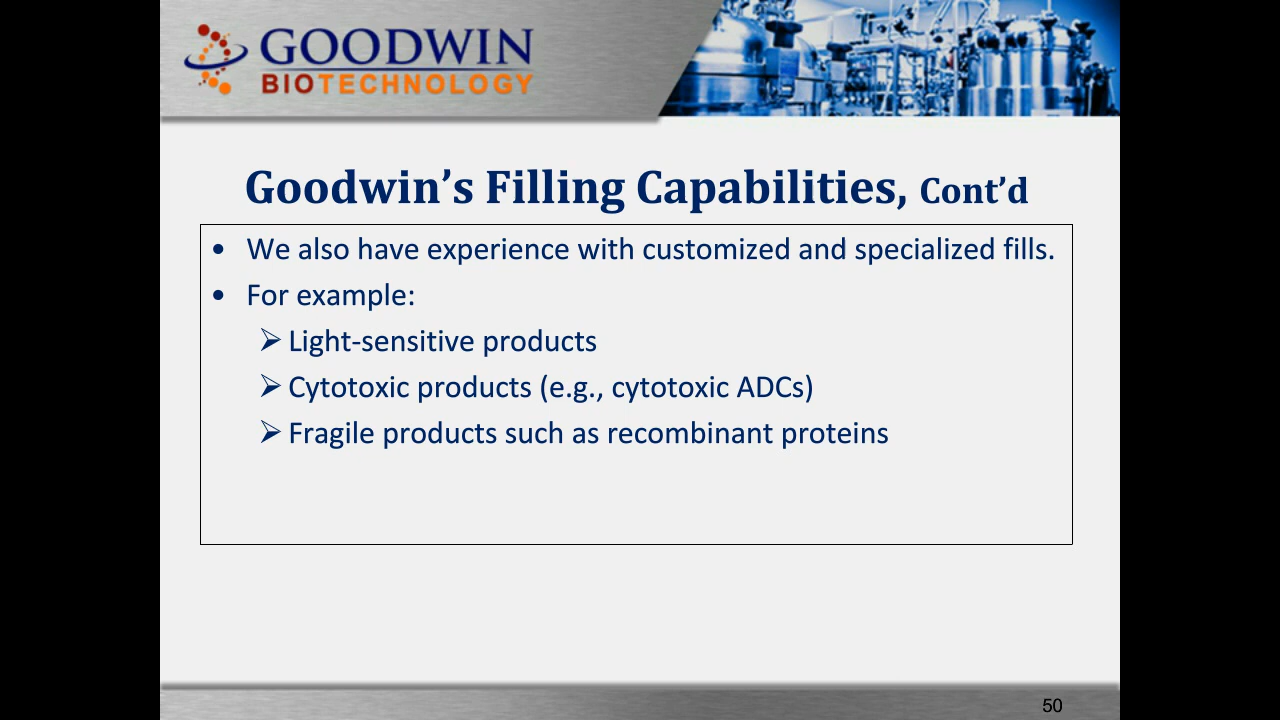 GOODWIN
BIOTECHNOLOGY
Goodwin’s Filling Capabilities, Cont’d
• We also have experience with customized and specialized fills.
• For example:
➢ Light-sensitive products
➢ Cytotoxic products (e.g., cytotoxic ADCs)
➢ Fragile products such as recombinant proteins
50